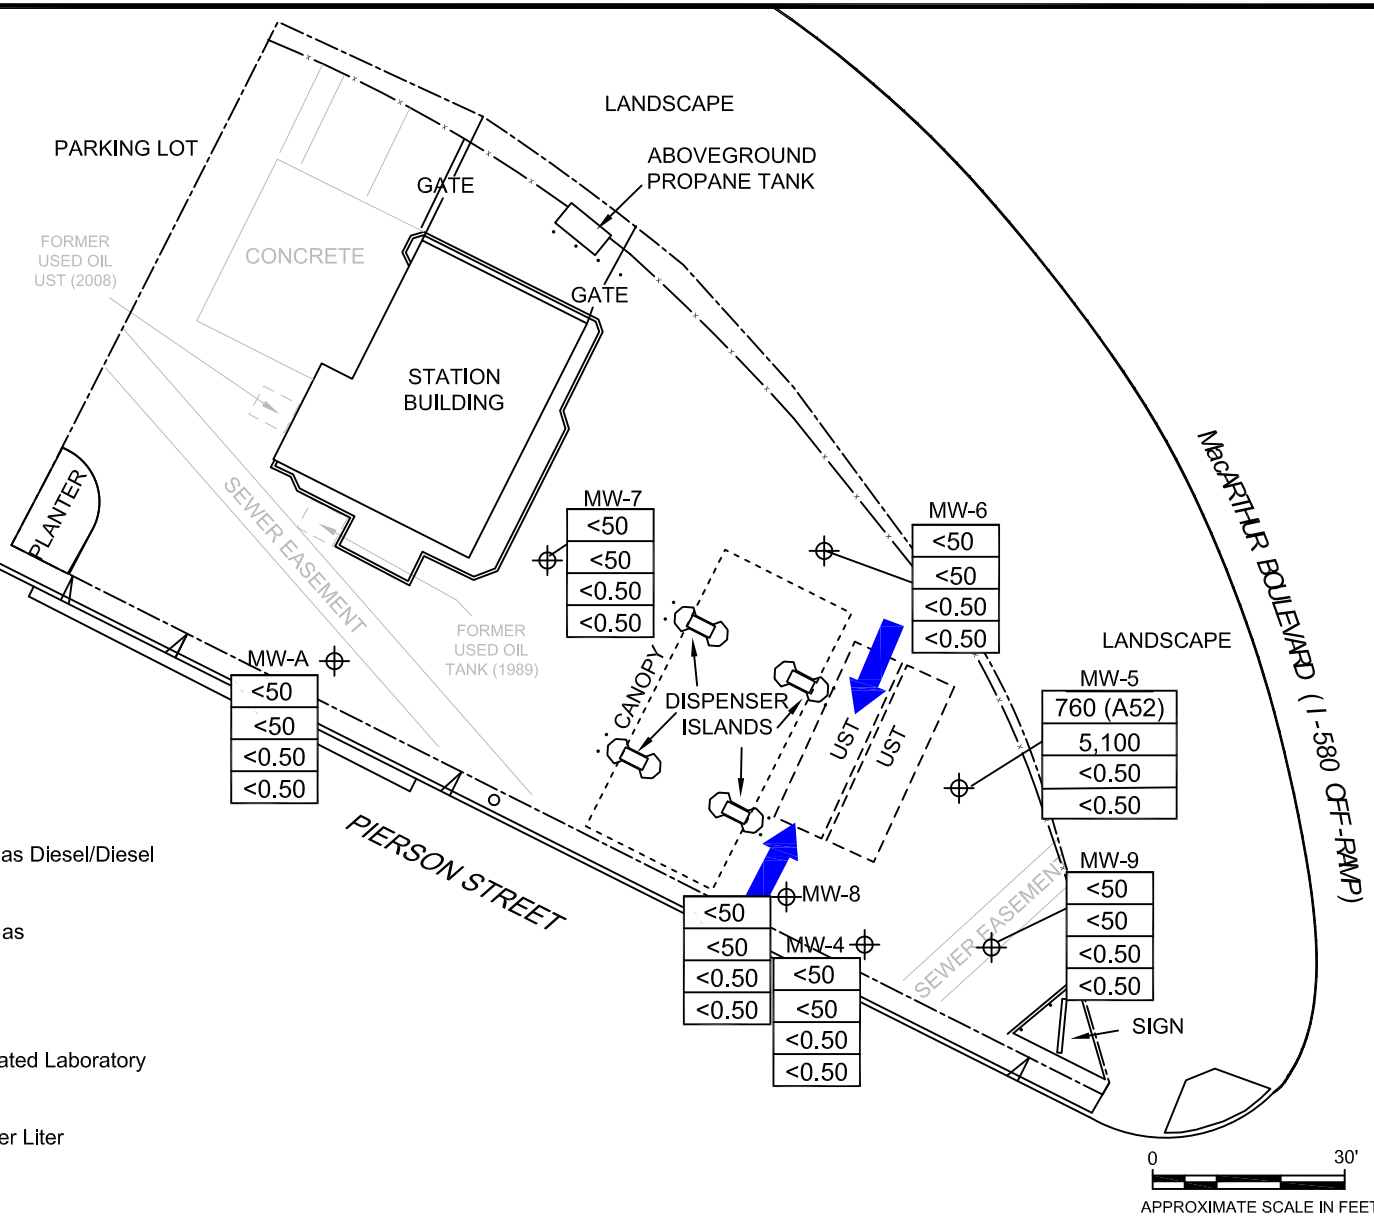 LANDSCAPE
PARKING LOT
ABOVEGROUND
PROPANE TANK
GATE
FORMER
USED OIL
UST (2008)
CONCRETE
GATE
STATION
BUILDING
MacARTHUR BOULEVARD (I-580 OFF-RAMP)
PLANTER
SEWER EASEMENT
MW-7
<50
<50
<0.50
<0.50
MW-6
<50
<50
<0.50
<0.50
FORMER
USED OIL
TANK (1989)
LANDSCAPE
MW-A
<50
<50
<0.50
<0.50
CANOPY
DISPENSER
ISLANDS
UST
UST
MW-5
760 (A52)
5,100
<0.50
<0.50
PIERSON STREET
as Diesel/Diesel
as
ated Laboratory
er Liter
MW-8
<50
<50
<0.50
<0.50
MW-4
<50
<50
<0.50
<0.50
SEWER EASEMENT
MW-9
<50
<50
<0.50
<0.50
SIGN
0 30'
APPROXIMATE SCALE IN FEET